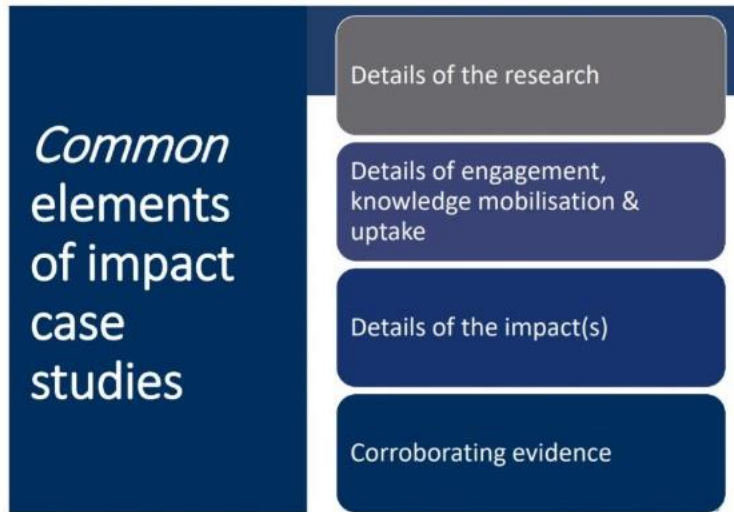 Common
elements
of impact
case
studies
Details of the research
Details of engagement,
knowledge mobilisation &
uptake
Details of the impact(s)
Corroborating evidence